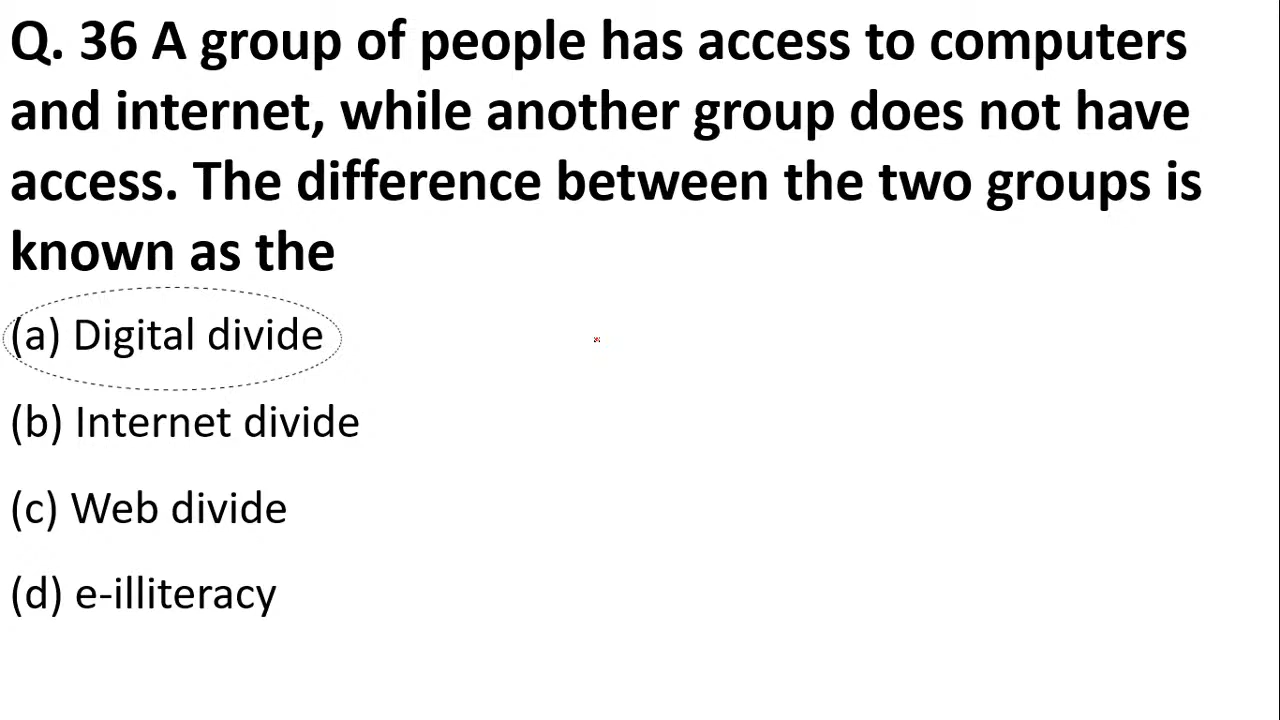 Q. 36 A group of people has access to computers
and internet, while another group does not have
access. The difference between the two groups is
known as the
(a) Digital divide
(b) Internet divide
(c) Web divide
(d) e-illiteracy